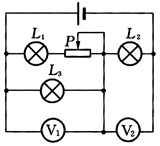 L₁ P L₂
L₃
V₁ V₂